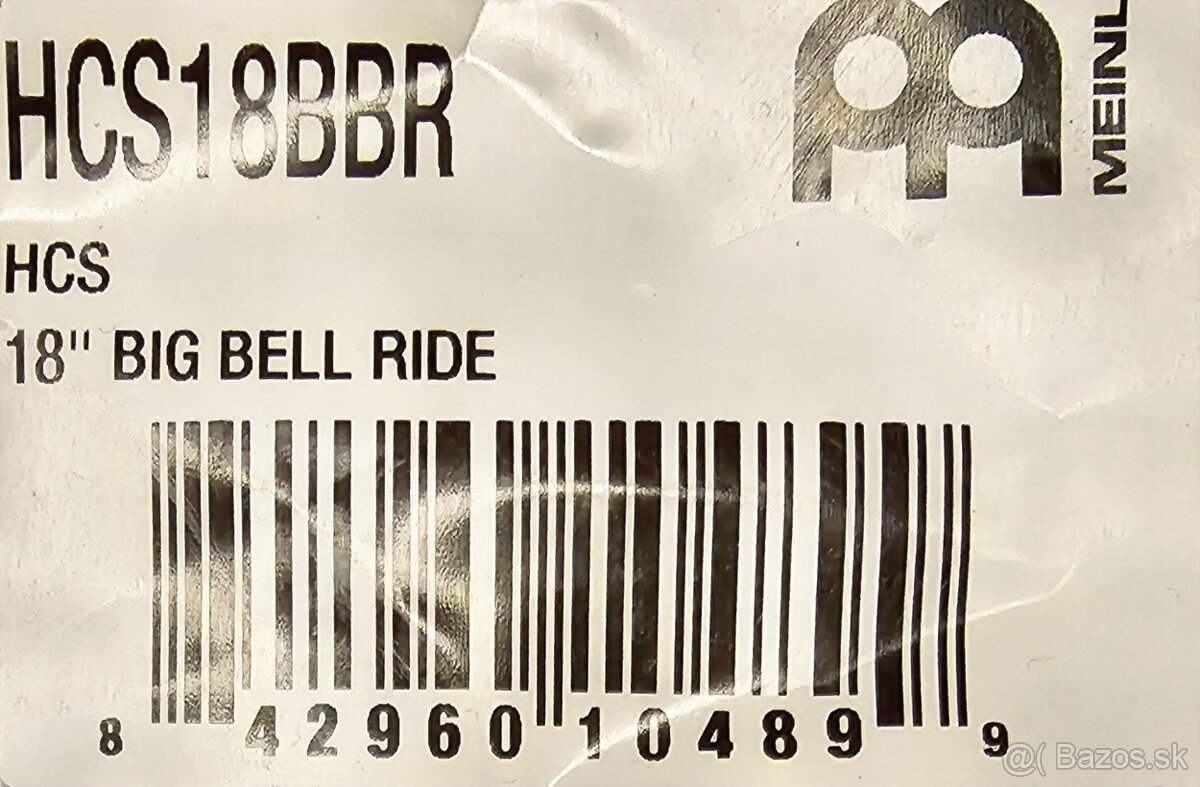 HCS18BBR
MEINL
HCS
18" BIG BELL RIDE
8 42960 10489 9
@( Bazos.sk